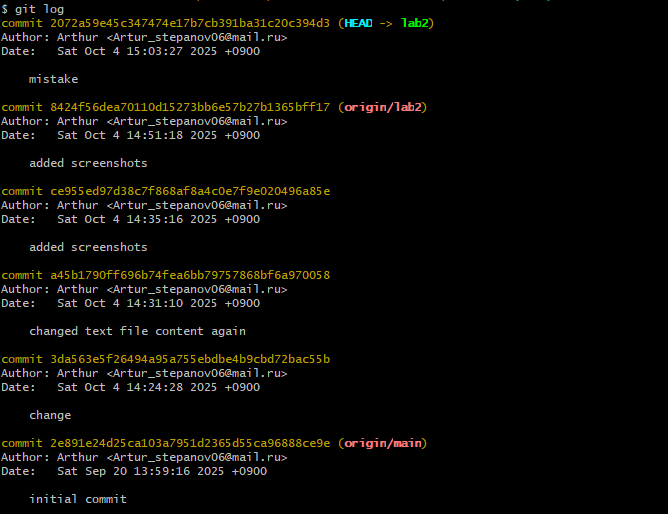 $ git log
commit 2072a59e45c347474e17b7cb391ba31c20c394d3 (HEAD -> lab2)
Author: Arthur <Artur_stepanov06@mail.ru>
Date:   Sat Oct 4 15:03:27 2025 +0900
mistake
commit 8424f56dea70110d15273bb6e57b27b1365bff17 (origin/lab2)
Author: Arthur <Artur_stepanov06@mail.ru>
Date:   Sat Oct 4 14:51:18 2025 +0900
added screenshots
commit ce955ed97d38c7f868af8a4c0e7f9e020496a85e
Author: Arthur <Artur_stepanov06@mail.ru>
Date:   Sat Oct 4 14:35:16 2025 +0900
added screenshots
commit a45b1790ff696b74fea6bb79757868bf6a970058
Author: Arthur <Artur_stepanov06@mail.ru>
Date:   Sat Oct 4 14:31:10 2025 +0900
changed text file content again
commit 3da563e5f26494a95a755ebdbe4b9cbd72bac55b
Author: Arthur <Artur_stepanov06@mail.ru>
Date:   Sat Oct 4 14:24:28 2025 +0900
change
commit 2e891e24d25ca103a7951d2365d55ca96888ce9e (origin/main)
Author: Arthur <Artur_stepanov06@mail.ru>
Date:   Sat Sep 20 13:59:16 2025 +0900
initial commit